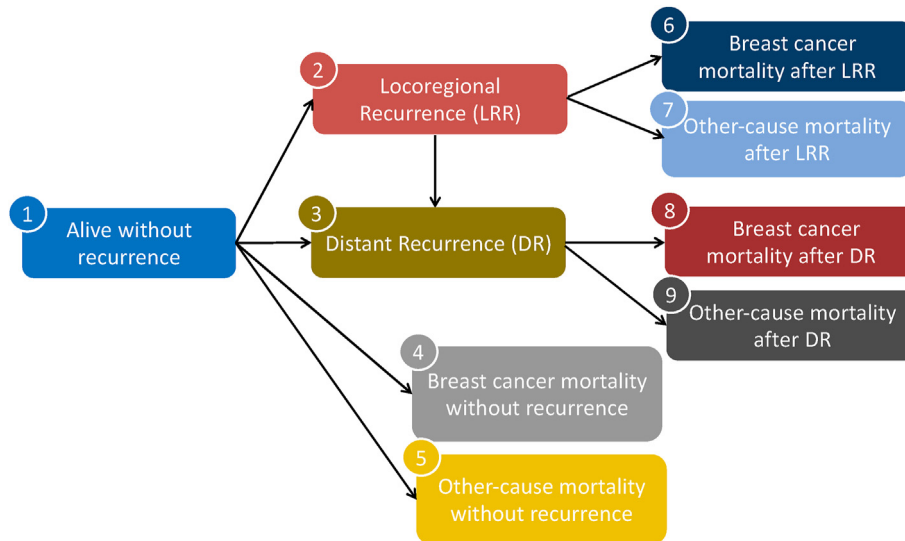 1
Alive without
recurrence
2
Locoregional
Recurrence (LRR)
3
Distant Recurrence (DR)
4
Breast cancer mortality
without recurrence
5
Other-cause mortality
without recurrence
6
Breast cancer
mortality after LRR
7
Other-cause mortality
after LRR
8
Breast cancer
mortality after DR
9
Other-cause mortality
after DR